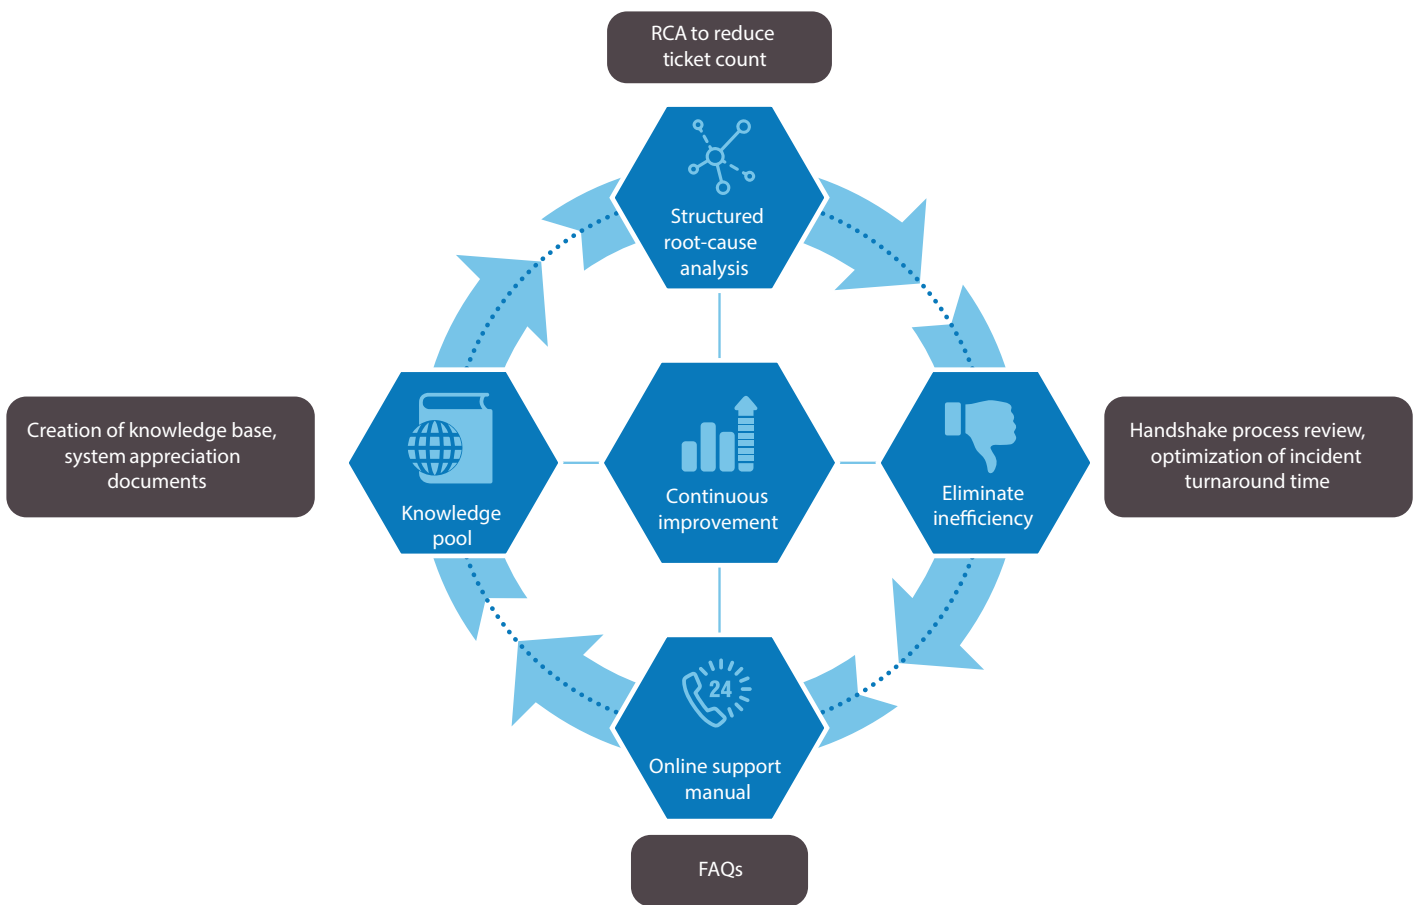 RCA to reduce
ticket count
Structured
root-cause
analysis
Creation of knowledge base,
system appreciation
documents
Knowledge
pool
Continuous
improvement
Eliminate
inefficiency
Handshake process review,
optimization of incident
turnaround time
24
Online support
manual
FAQs